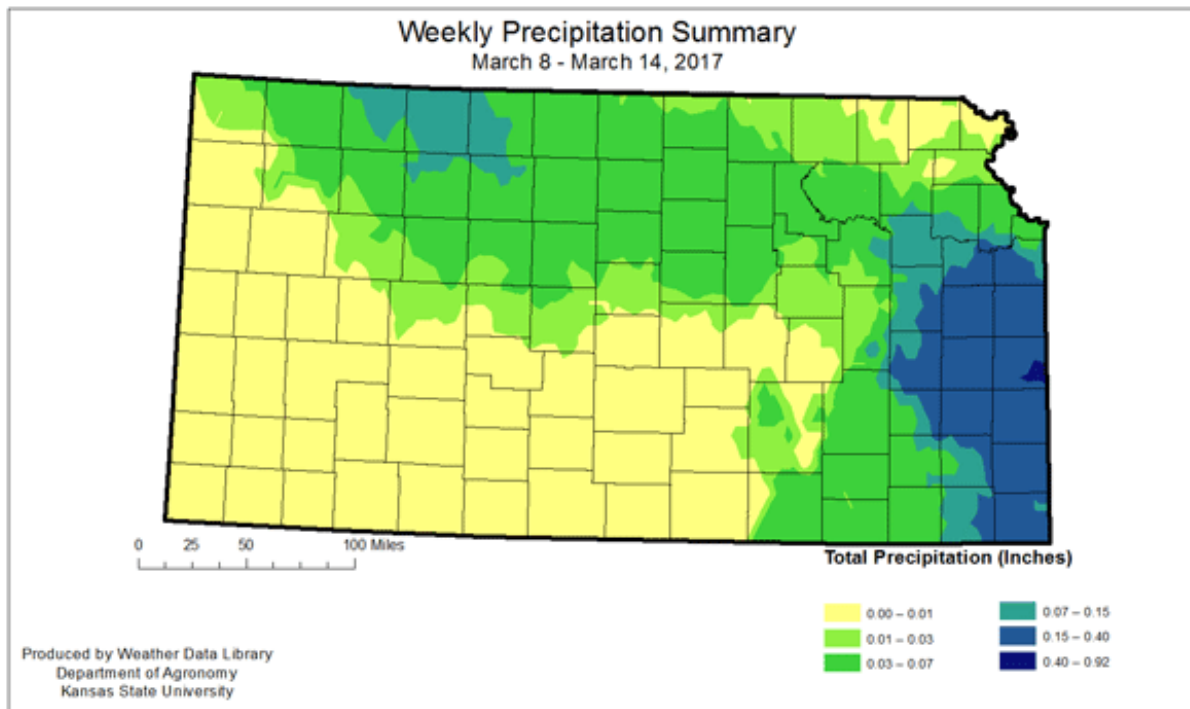 Weekly Precipitation Summary
March 8 - March 14, 2017
0 25 50 100 Miles
Total Precipitation (Inches)
0.00 – 0.01
0.01 – 0.03
0.03 – 0.07
0.07 – 0.15
0.15 – 0.40
0.40 – 0.92
Produced by Weather Data Library
Department of Agronomy
Kansas State University